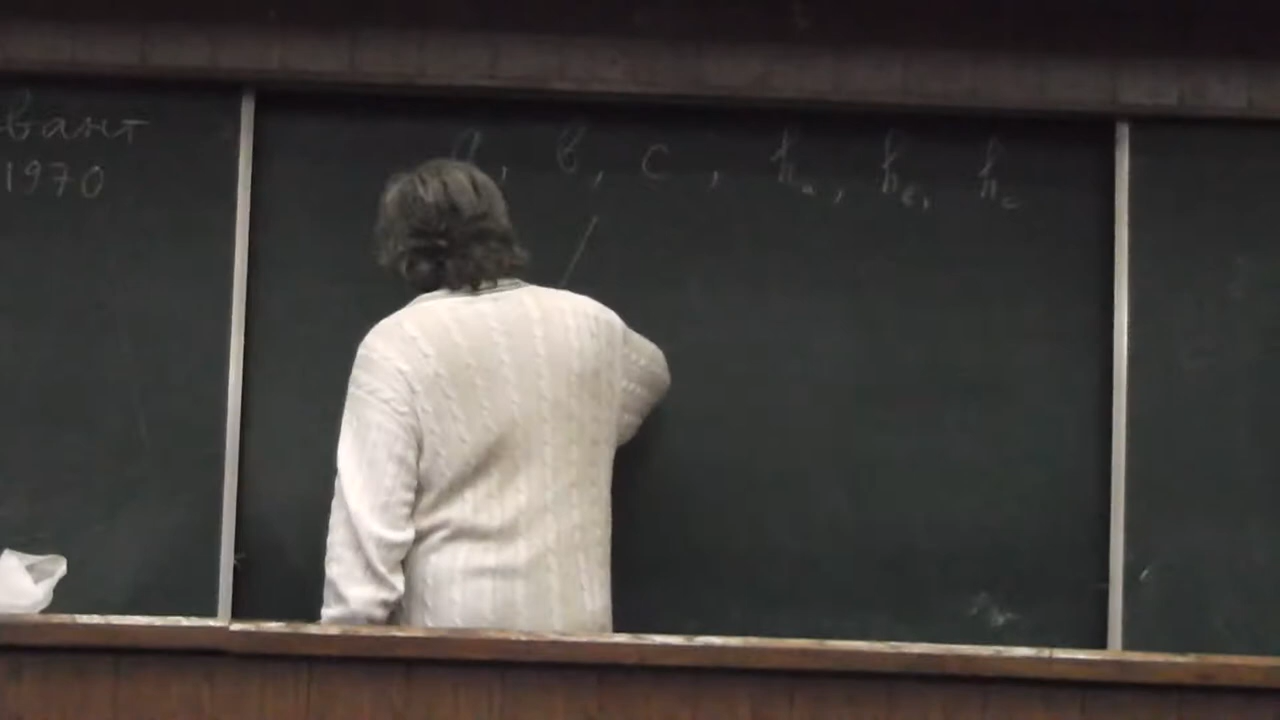 вант
1970
a, b, c, hₐ, h_b, h_c